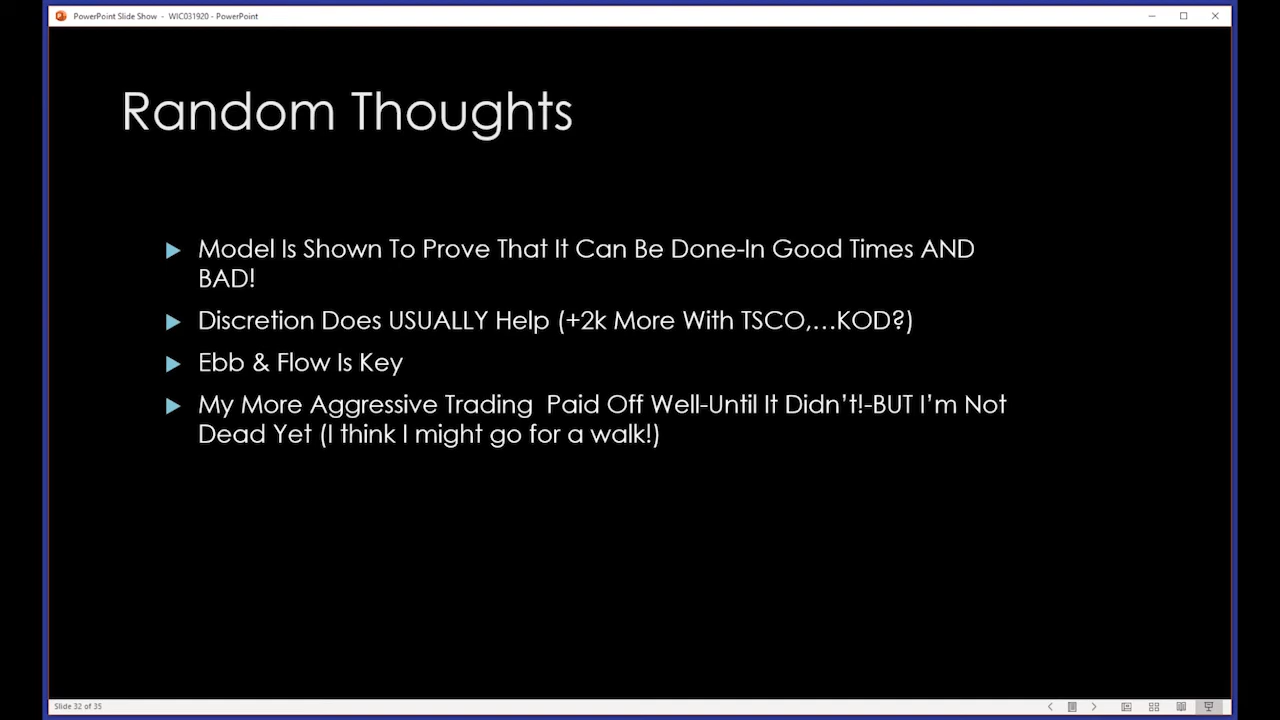 PowerPoint Slide Show - WIC031920 - PowerPoint
Random Thoughts
Model Is Shown To Prove That It Can Be Done-In Good Times AND
BAD!
Discretion Does USUALLY Help (+2k More With TSCO,…KOD?)
Ebb & Flow Is Key
My More Aggressive Trading  Paid Off Well-Until It Didn’t!-BUT I’m Not
Dead Yet (I think I might go for a walk!)
Slide 32 of 35